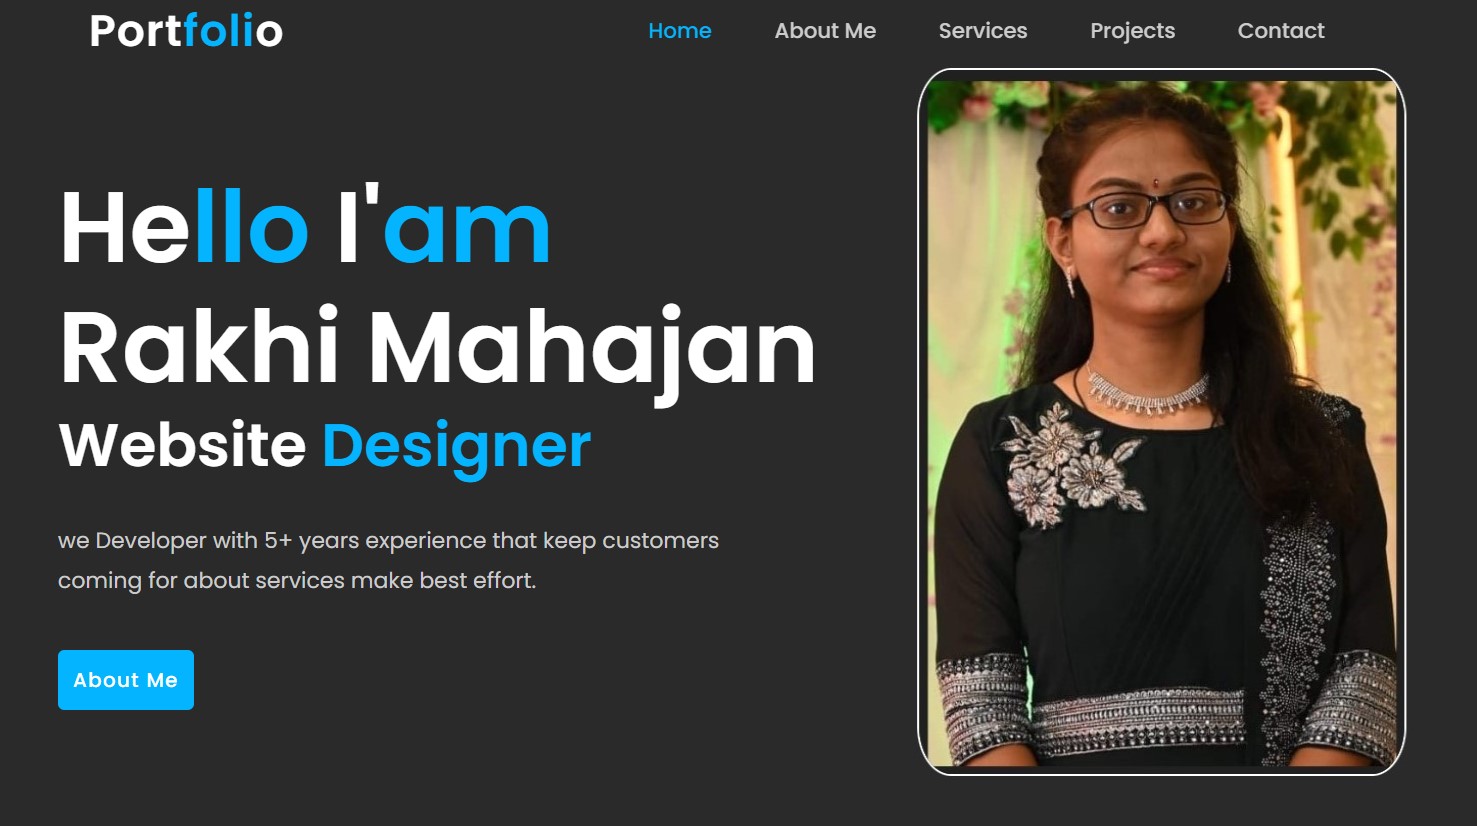 Portfolio
Home About Me Services Projects Contact
Hello I'am
Rakhi Mahajan
Website Designer
we Developer with 5+ years experience that keep customers
coming for about services make best effort.
About Me